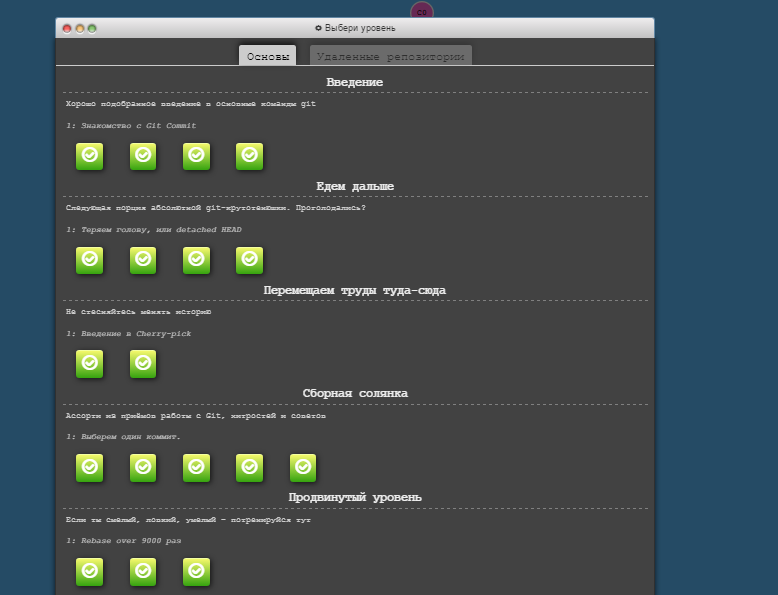 C0
Выбери уровень
Основы
Удаленные репозитории
Введение
Хорошо подобранное введение в основные команды git
1: Знакомство с Git Commit
Едем дальше
Следующая порция абсолютной git-крутотенюшки. Проголодались?
1: Теряем голову, или detached HEAD
Перемещаем труды туда-сюда
Не стесняйтесь менять историю
1: Введение в Cherry-pick
Сборная солянка
Ассорти из приёмов работы с Git, хитростей и советов
1: Выберем один коммит.
Продвинутый уровень
Если ты смелый, ловкий, умелый - потренируйся тут
1: Rebase over 9000 раз